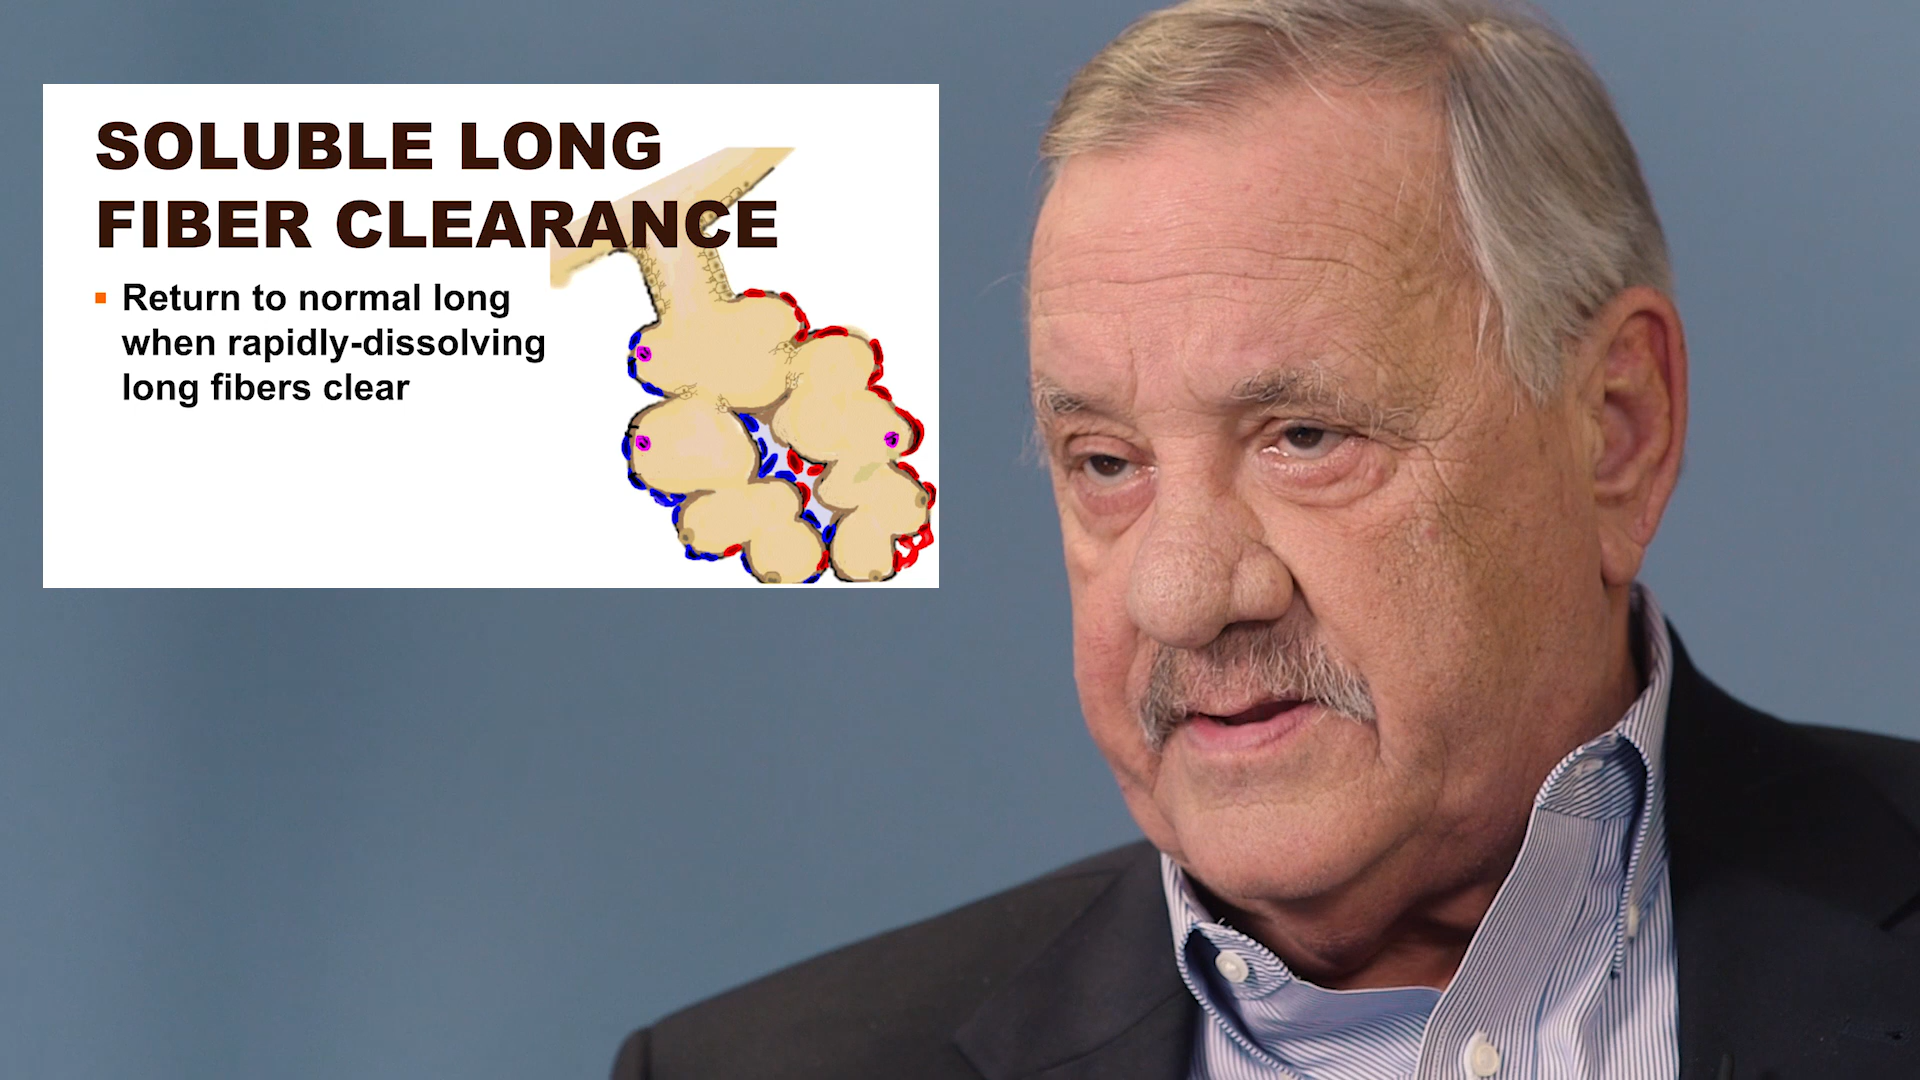 SOLUBLE LONG
FIBER CLEARANCE
Return to normal long
when rapidly-dissolving
long fibers clear